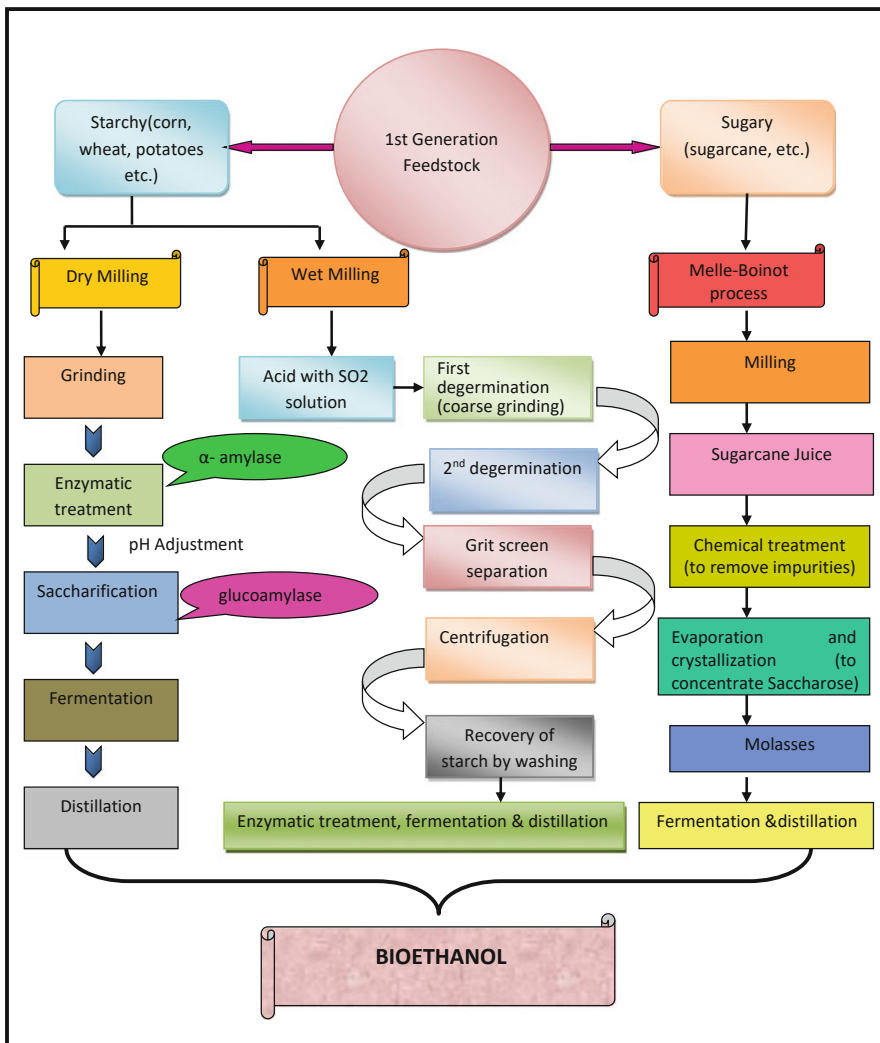 1st Generation
Feedstock
Starchy(corn,
wheat, potatoes
etc.)
Sugary
(sugarcane, etc.)
Dry Milling
Wet Milling
Melle-Boinot
process
Grinding
Acid with SO2
solution
First
degermination
(coarse grinding)
Milling
Enzymatic
treatment
α- amylase
2nd degermination
Sugarcane Juice
pH Adjustment
Grit screen
separation
Chemical treatment
(to remove impurities)
Saccharification
glucoamylase
Centrifugation
Evaporation and
crystallization (to
concentrate Saccharose)
Fermentation
Recovery of
starch by washing
Molasses
Distillation
Enzymatic treatment, fermentation & distillation
Fermentation &distillation
BIOETHANOL